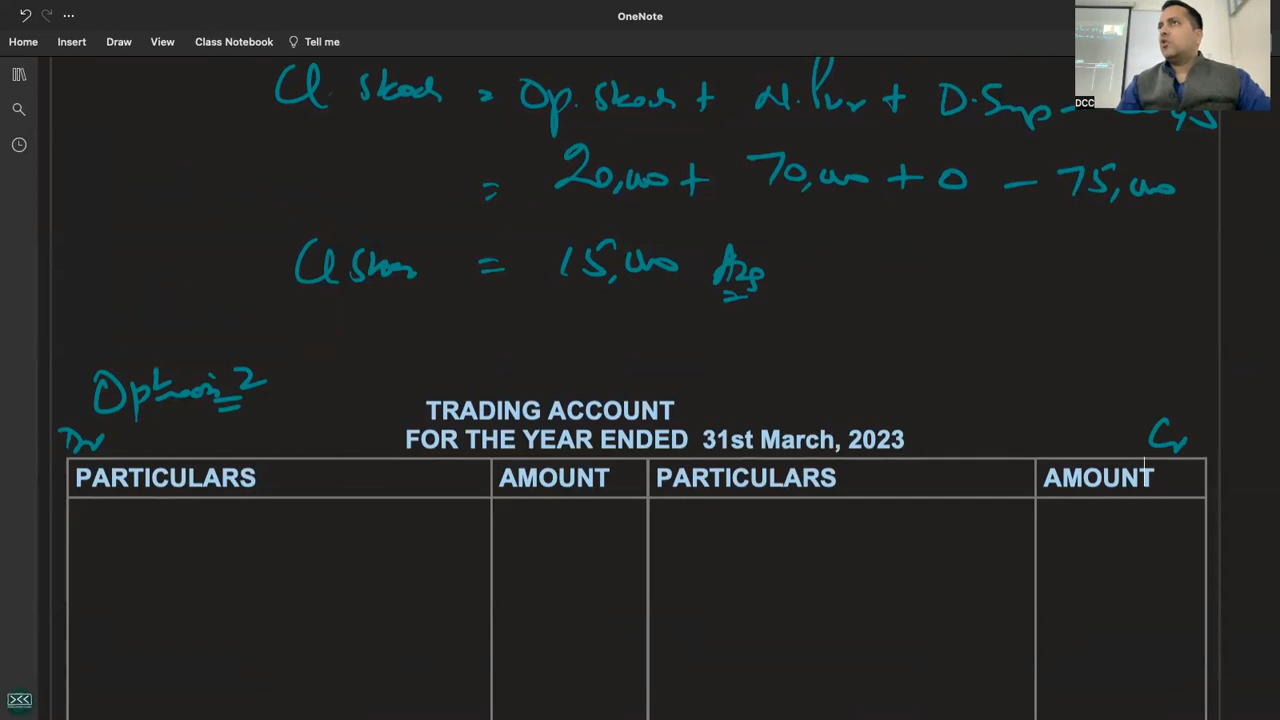 OneNote
Home Insert Draw View Class Notebook Tell me
DCC
Cl. Stock = Op. Stock + N. Pur + D. Exp -
= 20,000 + 70,000 + 0 - 75,000
Cl Stock = 15,000 Ans
Option 2
TRADING ACCOUNT
Dr FOR THE YEAR ENDED 31st March, 2023 Cr
PARTICULARS AMOUNT PARTICULARS AMOUNT